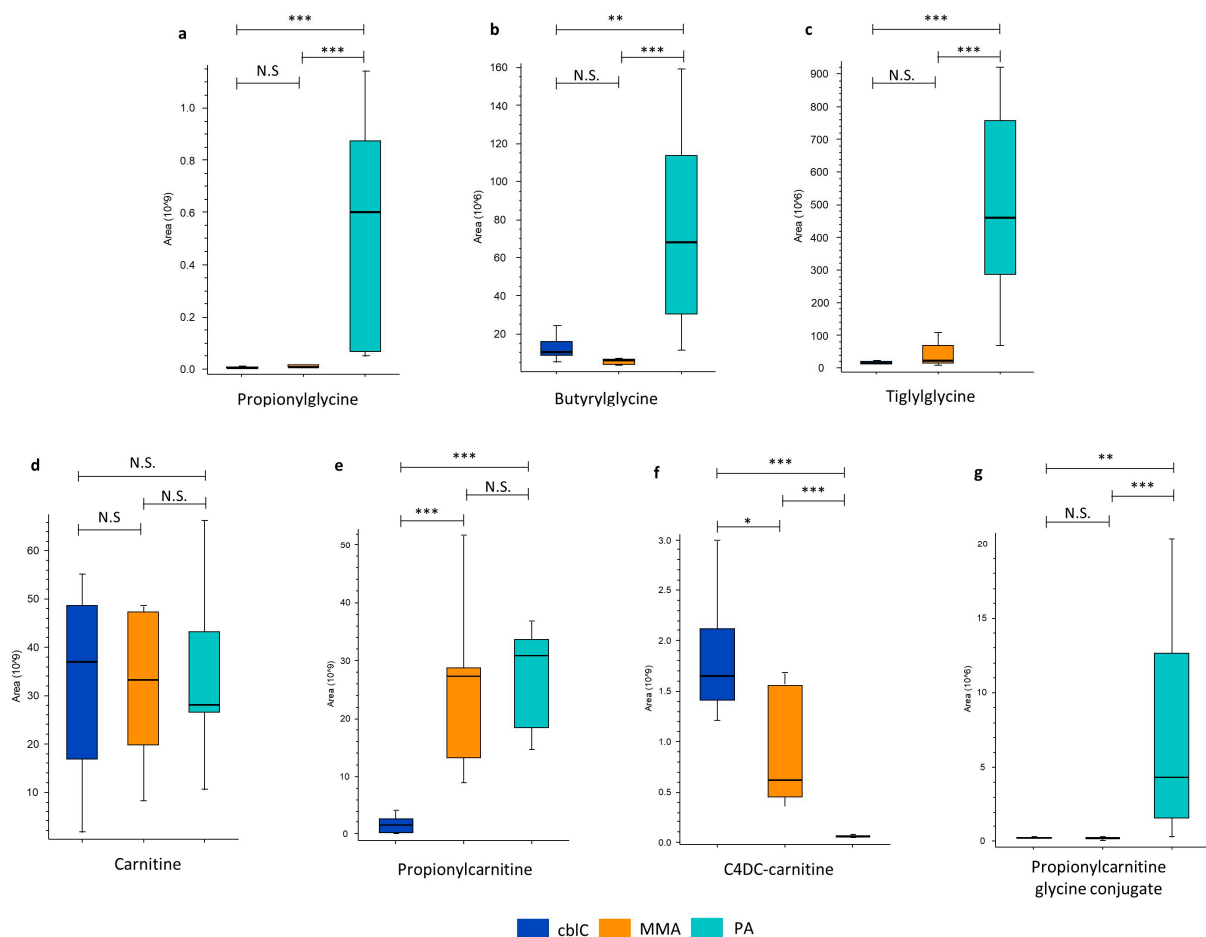 a
***
***
N.S
Area (10^9)
1.0
0.8
0.6
0.4
0.2
0.0
Propionylglycine
b
**
***
N.S.
Area (10^6)
160
140
120
100
80
60
40
20
Butyrylglycine
c
***
***
N.S.
Area (10^6)
900
800
700
600
500
400
300
200
100
0
Tiglylglycine
d
N.S.
N.S.
N.S
Area (10^9)
60
50
40
30
20
10
Carnitine
e
***
N.S.
***
Area (10^9)
50
40
30
20
10
0
Propionylcarnitine
f
***
***
*
Area (10^9)
3.0
2.5
2.0
1.5
1.0
0.5
0.0
C4DC-carnitine
g
**
***
N.S.
Area (10^6)
20
15
10
5
0
Propionylcarnitine
glycine conjugate
cblC MMA PA